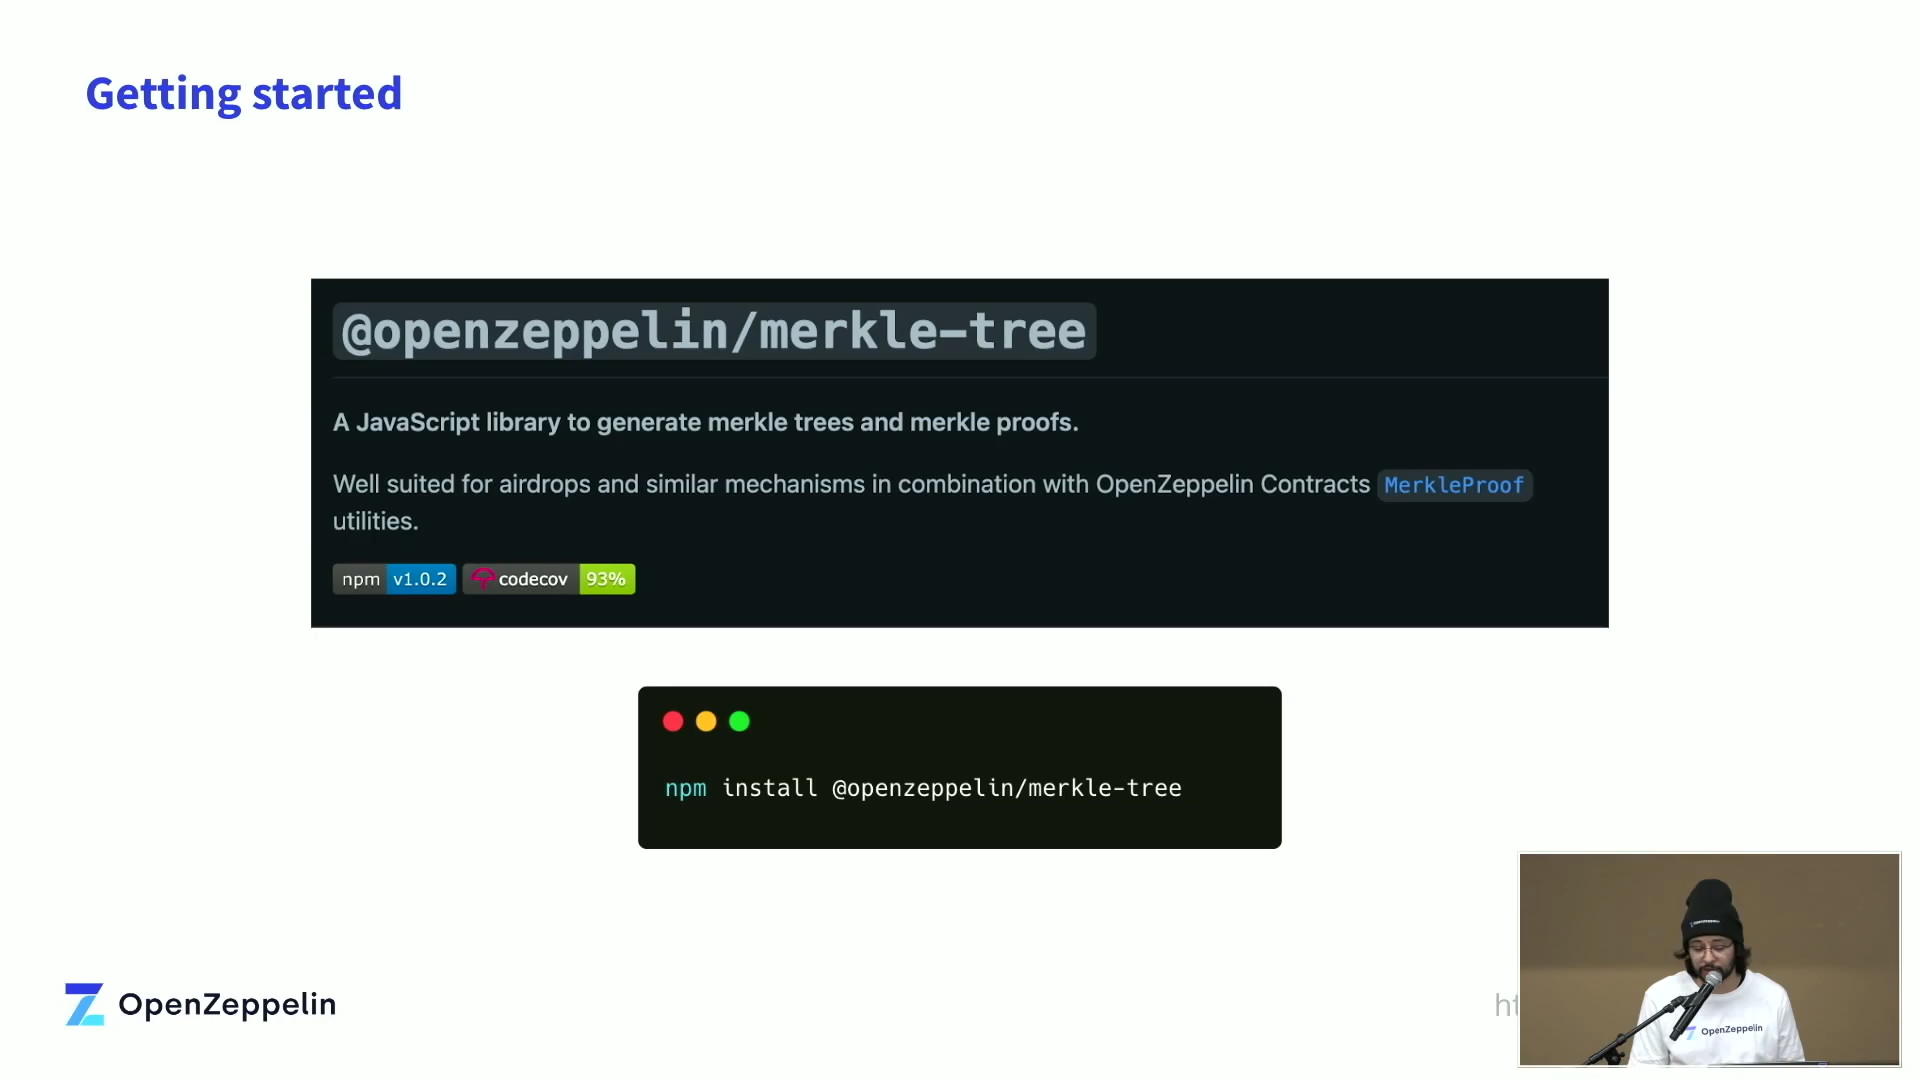 Getting started
@openzeppelin/merkle-tree
A JavaScript library to generate merkle trees and merkle proofs.
Well suited for airdrops and similar mechanisms in combination with OpenZeppelin Contracts MerkleProof
utilities.
npm v1.0.2 codecov 93%
npm install @openzeppelin/merkle-tree
OpenZeppelin
OpenZeppelin